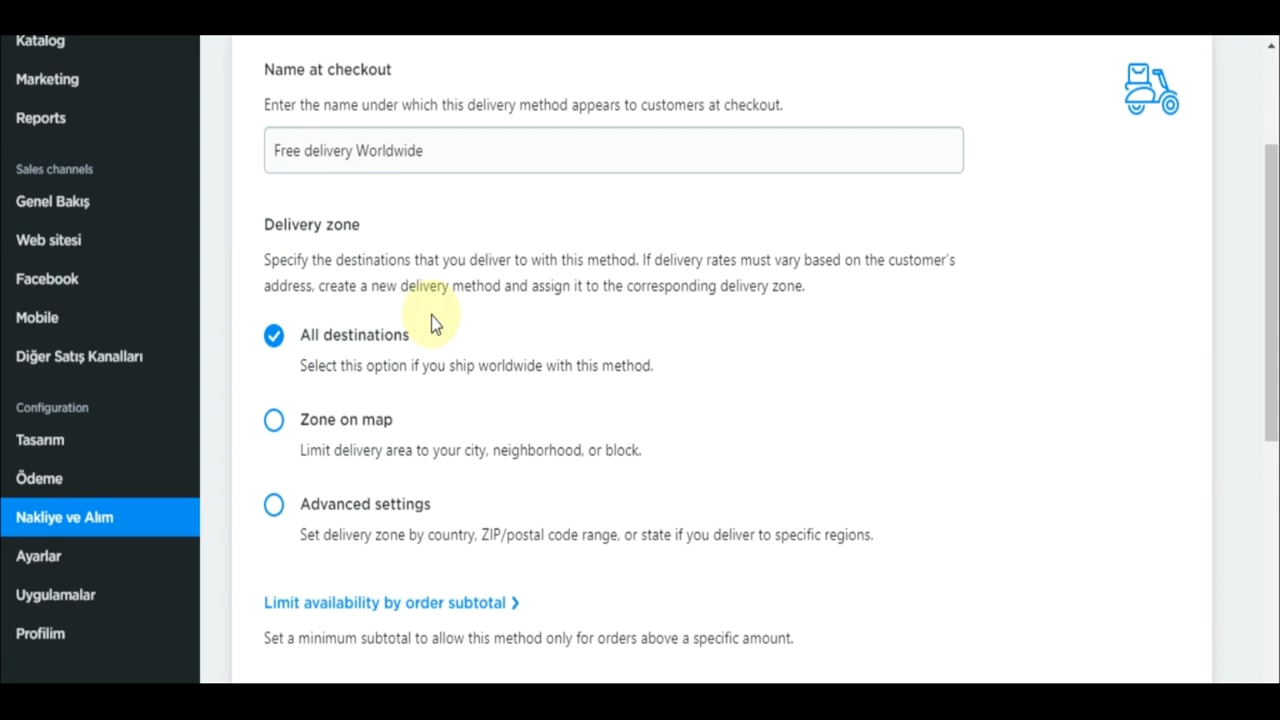 Katalog
Marketing
Reports
Sales channels
Genel Bakış
Web sitesi
Facebook
Mobile
Diğer Satış Kanalları
Configuration
Tasarım
Ödeme
Nakliye ve Alım
Ayarlar
Uygulamalar
Profilim
Name at checkout
Enter the name under which this delivery method appears to customers at checkout.
Free delivery Worldwide
Delivery zone
Specify the destinations that you deliver to with this method. If delivery rates must vary based on the customer's
address, create a new delivery method and assign it to the corresponding delivery zone.
All destinations
Select this option if you ship worldwide with this method.
Zone on map
Limit delivery area to your city, neighborhood, or block.
Advanced settings
Set delivery zone by country, ZIP/postal code range, or state if you deliver to specific regions.
Limit availability by order subtotal ❯
Set a minimum subtotal to allow this method only for orders above a specific amount.